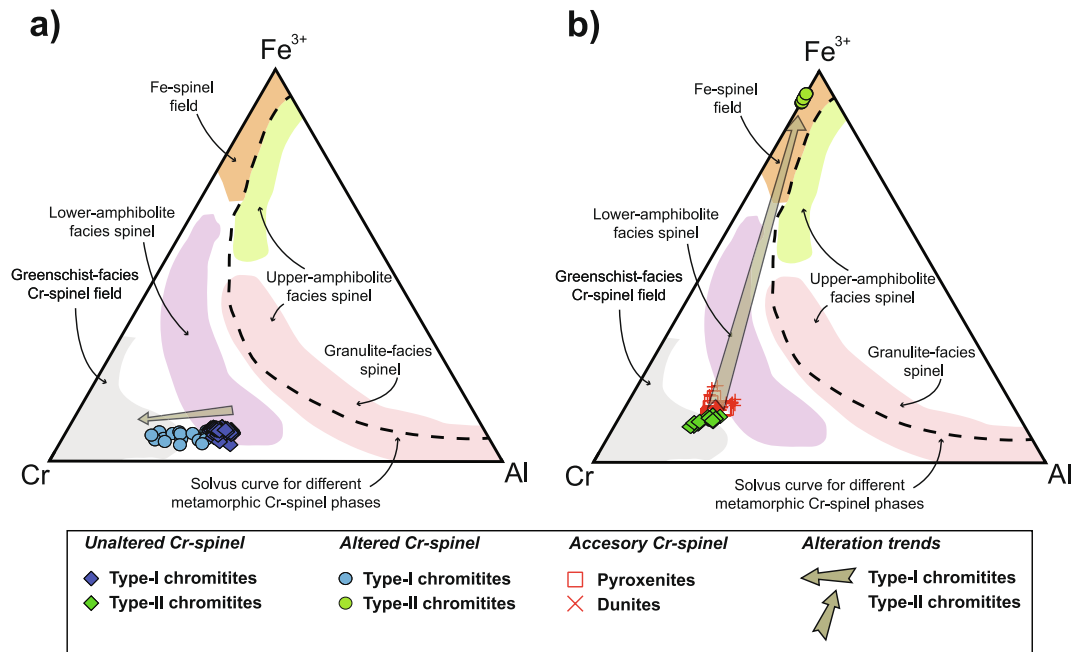 a)
Fe3+
Fe-spinel
field
Lower-amphibolite
facies spinel
Greenschist-facies
Cr-spinel field
Upper-amphibolite
facies spinel
Granulite-facies
spinel
Cr
Al
Solvus curve for different
metamorphic Cr-spinel phases
b)
Fe3+
Fe-spinel
field
Lower-amphibolite
facies spinel
Greenschist-facies
Cr-spinel field
Upper-amphibolite
facies spinel
Granulite-facies
spinel
Cr
Al
Solvus curve for different
metamorphic Cr-spinel phases
Unaltered Cr-spinel
Type-I chromitites
Type-II chromitites
Altered Cr-spinel
Type-I chromitites
Type-II chromitites
Accesory Cr-spinel
Pyroxenites
Dunites
Alteration trends
Type-I chromitites
Type-II chromitites